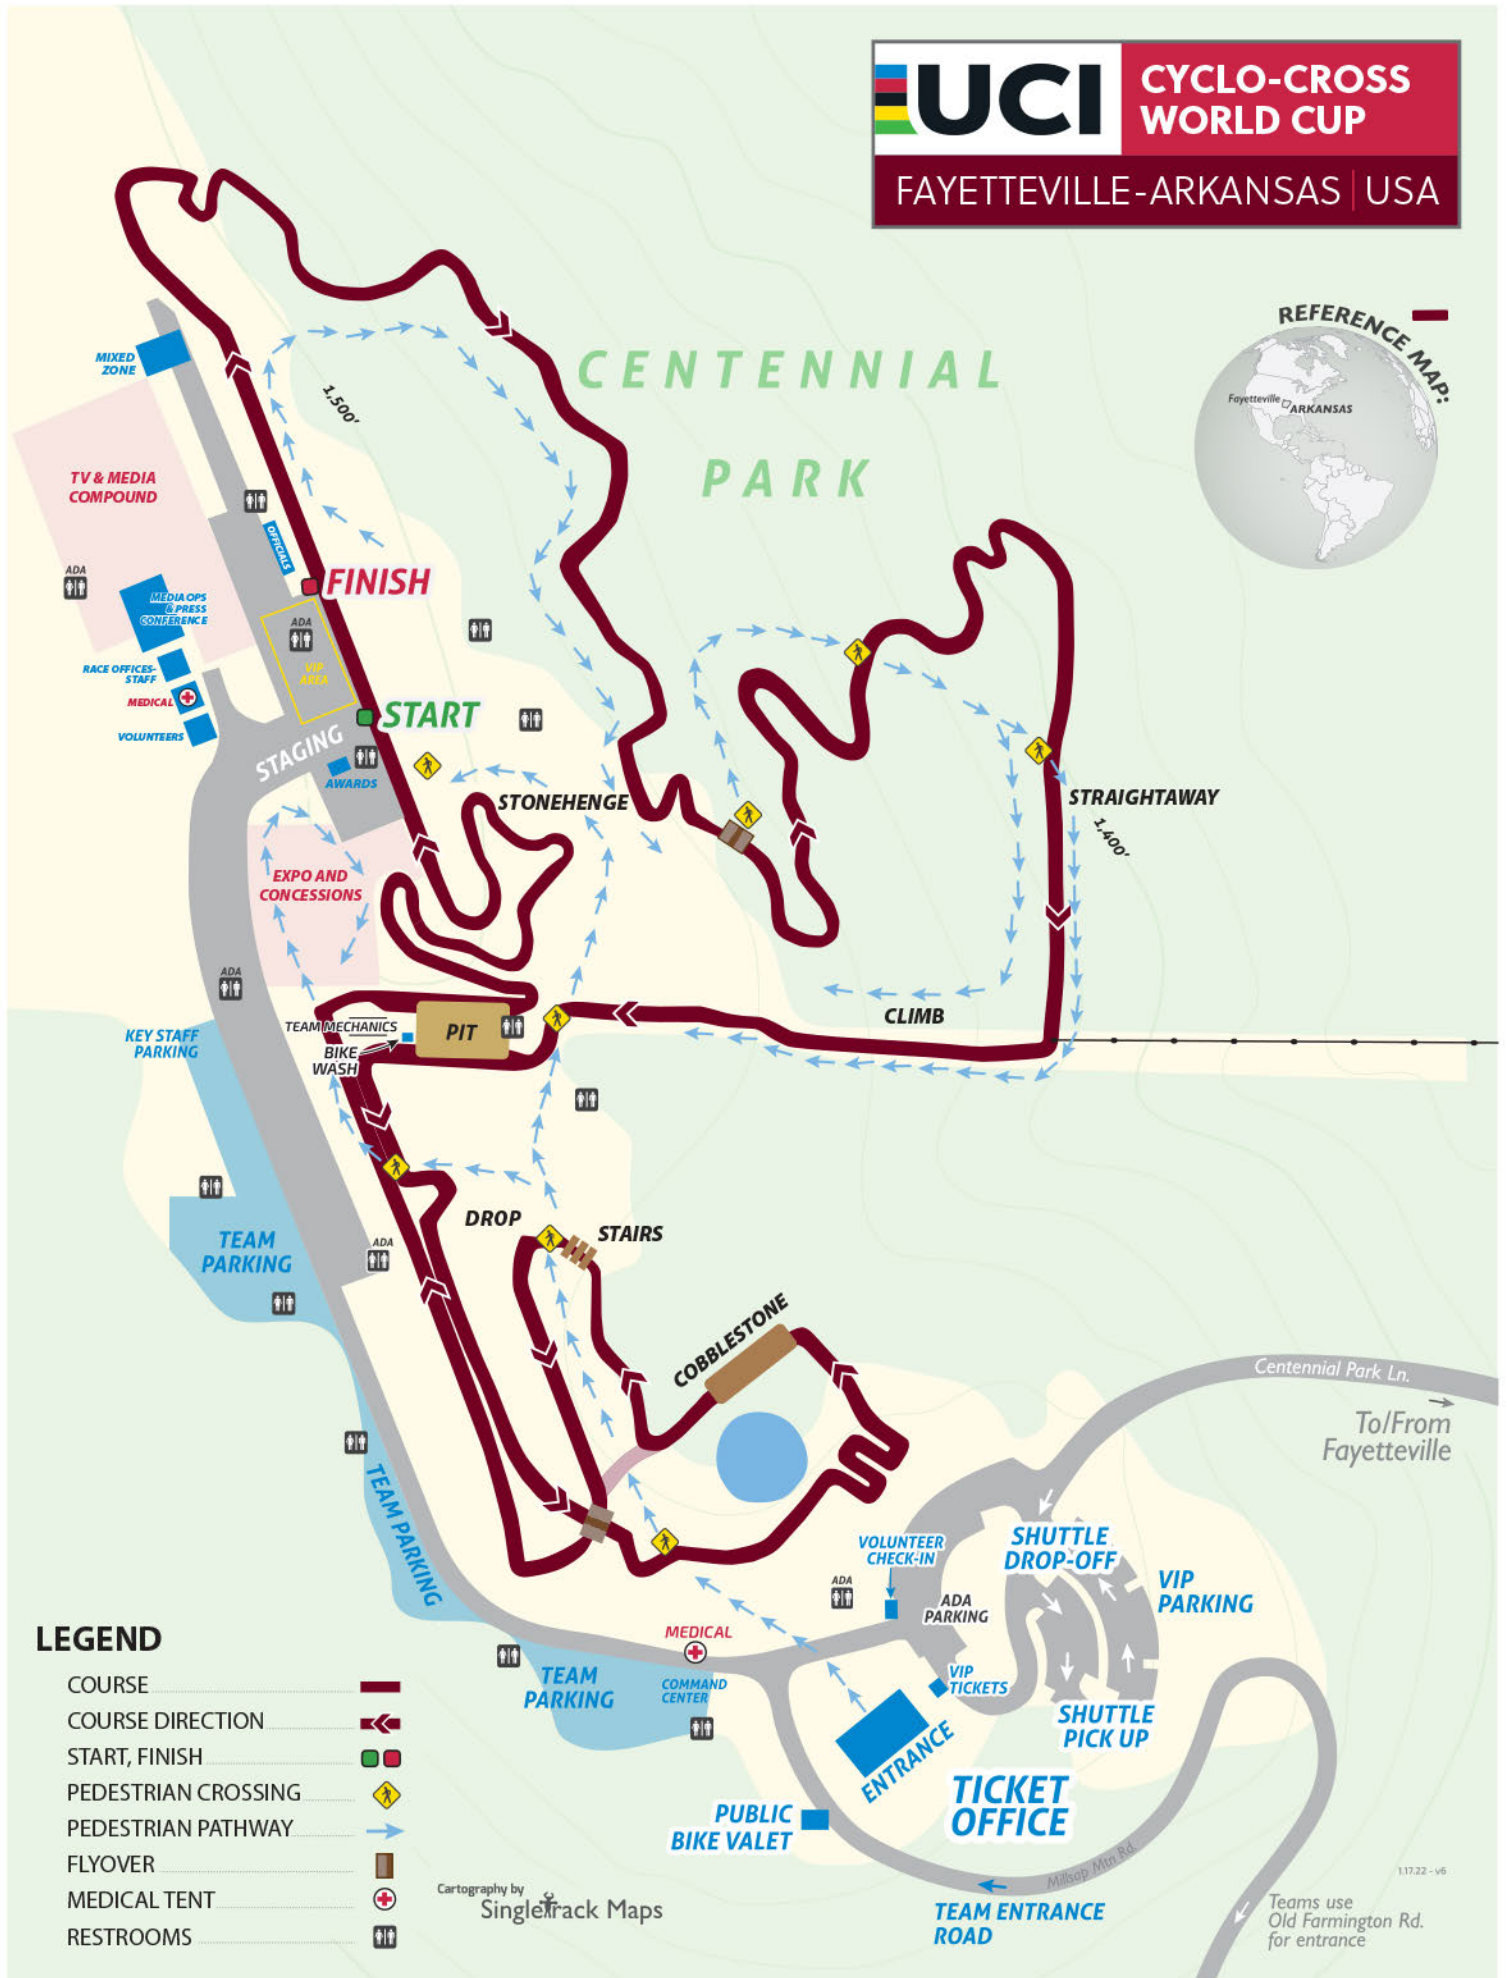 UCI
CYCLO-CROSS
WORLD CUP
FAYETTEVILLE-ARKANSAS | USA
REFERENCE MAP:
Fayetteville
ARKANSAS
CENTENNIAL
PARK
MIXED
ZONE
1,500'
TV & MEDIA
COMPOUND
OFFICIALS
FINISH
ADA
MEDIA OPS
& PRESS
CONFERENCE
ADA
VIP
AREA
RACE OFFICES-
STAFF
MEDICAL
VOLUNTEERS
START
STAGING
AWARDS
STONEHENGE
STRAIGHTAWAY
1,400'
EXPO AND
CONCESSIONS
ADA
CLIMB
TEAM MECHANICS
PIT
BIKE
WASH
KEY STAFF
PARKING
DROP
STAIRS
TEAM
PARKING
ADA
COBBLESTONE
Centennial Park Ln.
To/From
Fayetteville
TEAM PARKING
VOLUNTEER
CHECK-IN
SHUTTLE
DROP-OFF
ADA
ADA
PARKING
VIP
PARKING
MEDICAL
COMMAND
CENTER
TEAM
PARKING
VIP
TICKETS
SHUTTLE
PICK UP
ENTRANCE
TICKET
OFFICE
PUBLIC
BIKE VALET
Millsap Mtn Rd.
TEAM ENTRANCE
ROAD
1.17.22 - v6
Teams use
Old Farmington Rd.
for entrance
LEGEND
COURSE
COURSE DIRECTION
START, FINISH
PEDESTRIAN CROSSING
PEDESTRIAN PATHWAY
FLYOVER
MEDICAL TENT
RESTROOMS
Cartography by
SingleTrack Maps